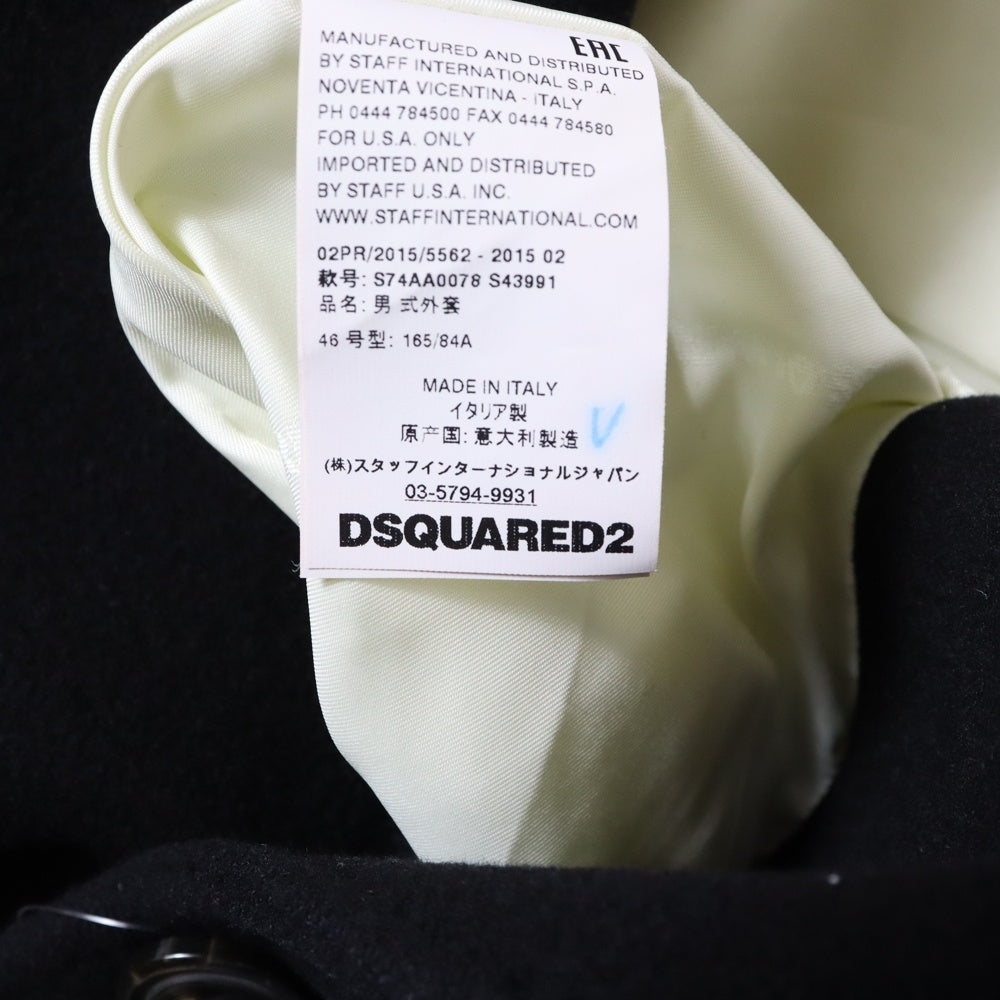 EAC
MANUFACTURED AND DISTRIBUTED
BY STAFF INTERNATIONAL S.P.A.
NOVENTA VICENTINA - ITALY
PH 0444 784500 FAX 0444 784580
FOR U.S.A. ONLY
IMPORTED AND DISTRIBUTED
BY STAFF U.S.A. INC.
WWW.STAFFINTERNATIONAL.COM
02PR/2015/5562 - 2015 02
款号: S74AA0078 S43991
品名: 男式外套
46 号型: 165/84A
MADE IN ITALY
イタリア製
原产国: 意大利製造
V
(株)スタッフインターナショナルジャパン
03-5794-9931
DSQUARED2